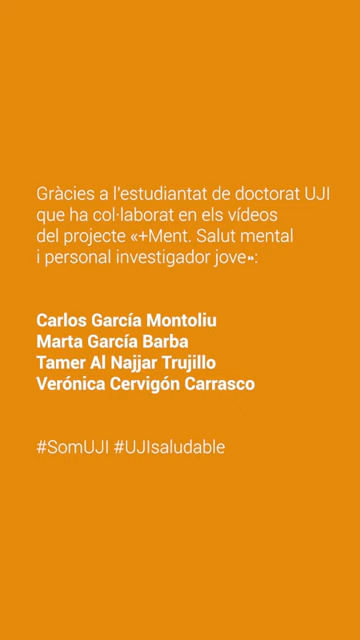 Gràcies a l'estudiantat de doctorat UJI
que ha col·laborat en els vídeos
del projecte «+Ment. Salut mental
i personal investigador jove»:
Carlos García Montoliu
Marta García Barba
Tamer Al Najjar Trujillo
Verónica Cervigón Carrasco
#SomUJI #UJIsaludable